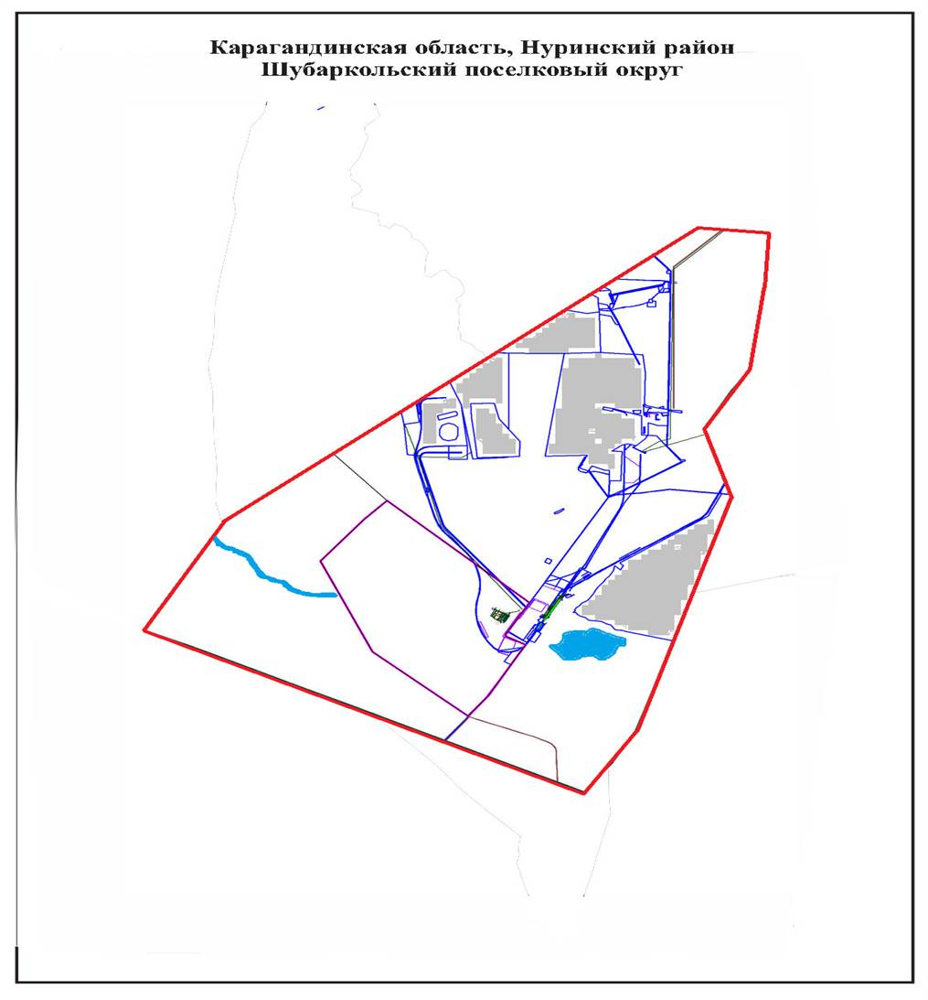 Карагандинская область, Нуринский район
Шубаркольский поселковый округ